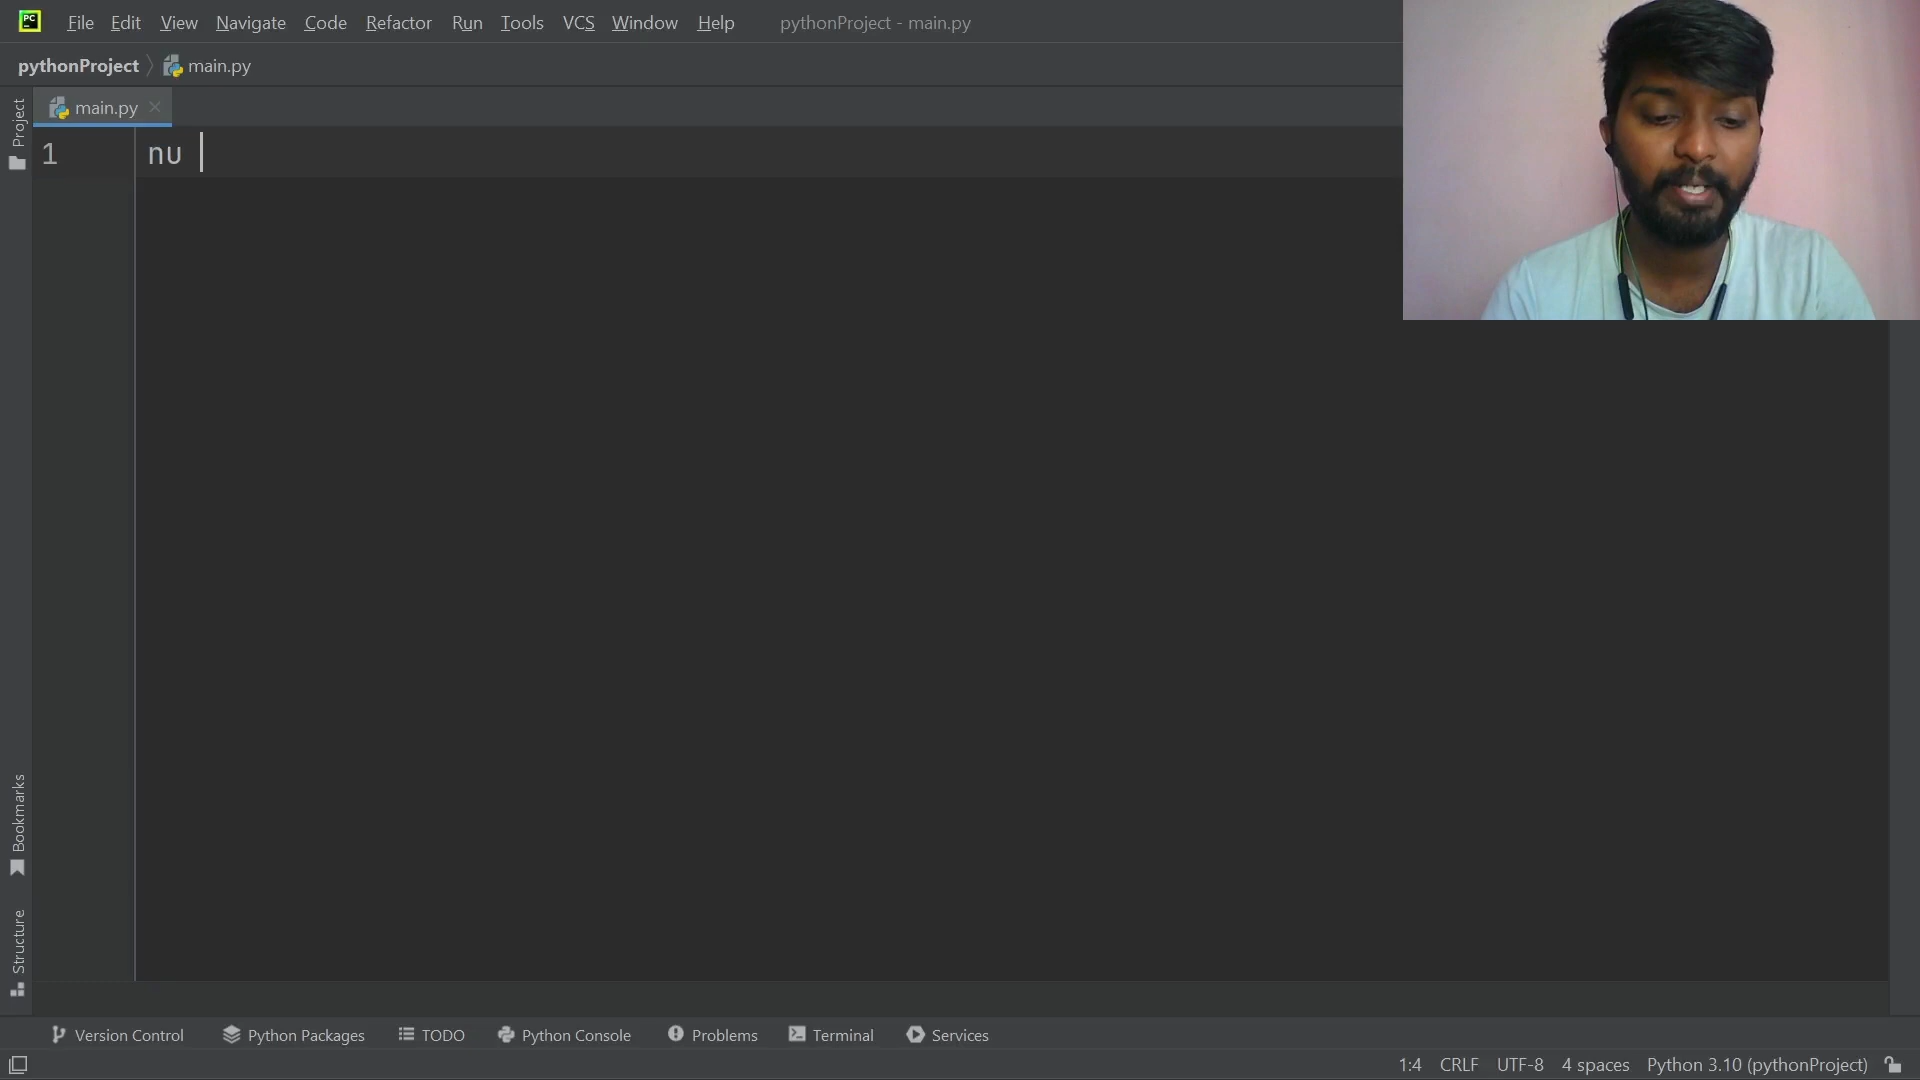 File Edit View Navigate Code Refactor Run Tools VCS Window Help pythonProject - main.py
pythonProject main.py
main.py
Project
1 nu
Bookmarks
Structure
Version Control Python Packages TODO Python Console Problems Terminal Services
1:4 CRLF UTF-8 4 spaces Python 3.10 (pythonProject)